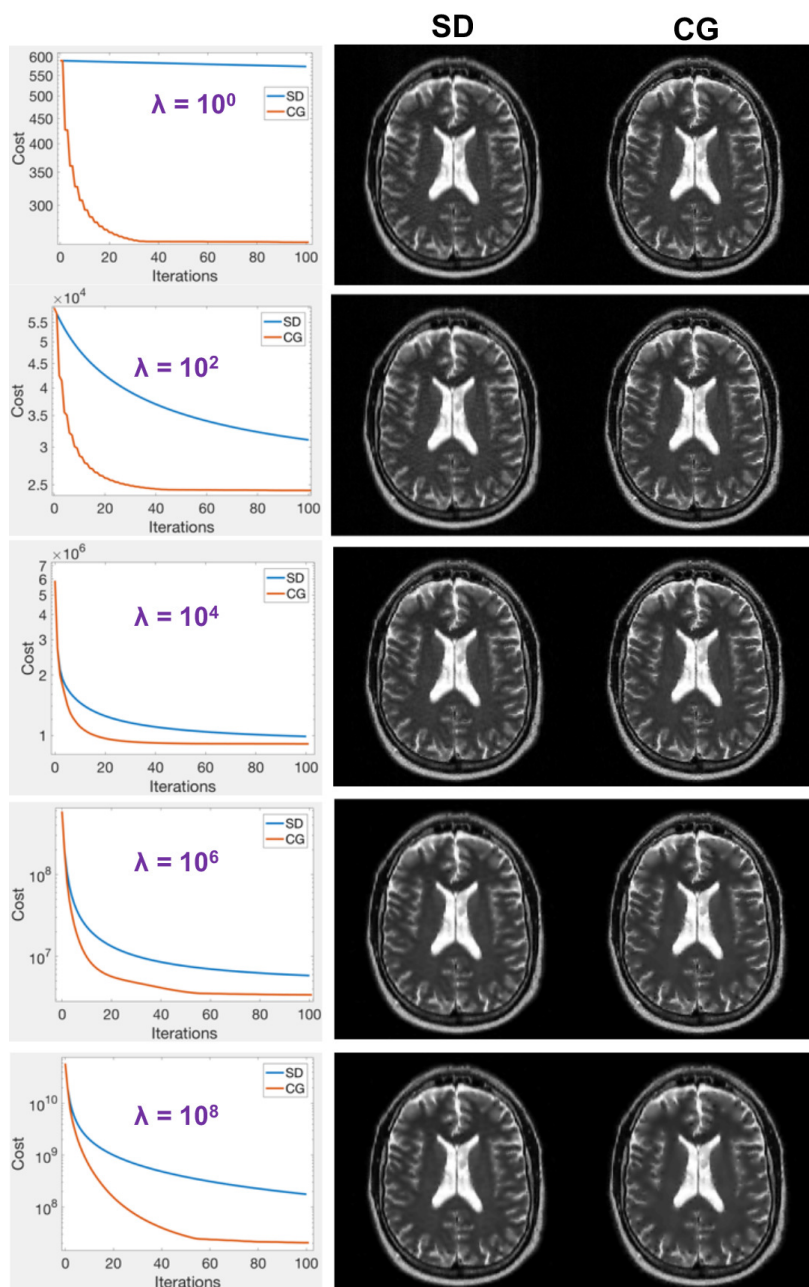 SD CG
600
550
500
450
400
350
300
Cost
λ = 10⁰
SD
CG
0 20 40 60 80 100
Iterations
×10⁴
5.5
5
4.5
4
3.5
3
2.5
Cost
λ = 10²
SD
CG
0 20 40 60 80 100
Iterations
×10⁶
7
6
5
4
3
2
1
Cost
λ = 10⁴
SD
CG
0 20 40 60 80 100
Iterations
10⁸
10⁷
Cost
λ = 10⁶
SD
CG
0 20 40 60 80 100
Iterations
10¹⁰
10⁹
10⁸
Cost
λ = 10⁸
SD
CG
0 20 40 60 80 100
Iterations